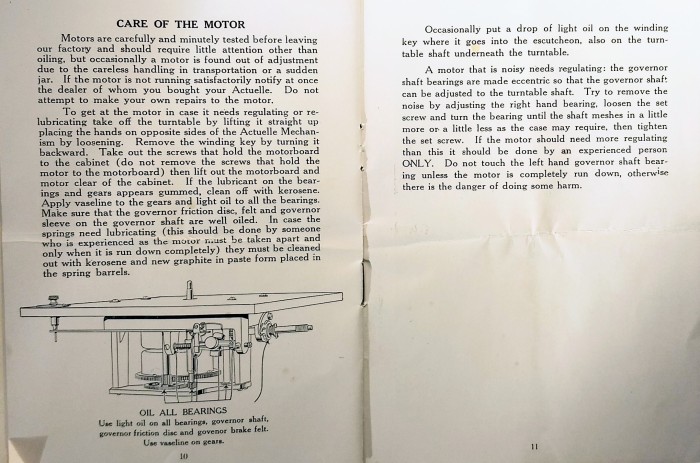 CARE OF THE MOTOR
Motors are carefully and minutely tested before leaving
our factory and should require little attention other than
oiling, but occasionally a motor is found out of adjustment
due to the careless handling in transportation or a sudden
jar. If the motor is not running satisfactorily notify at once
the dealer of whom you bought your Actuelle. Do not
attempt to make your own repairs to the motor.
To get at the motor in case it needs regulating or re-
lubricating take off the turntable by lifting it straight up
placing the hands on opposite sides of the Actuelle Mechan-
ism by loosening. Remove the winding key by turning it
backward. Take out the screws that hold the motorboard
to the cabinet (do not remove the screws that hold the
motor to the motorboard) then lift out the motorboard and
motor clear of the cabinet. If the lubricant on the bear-
ings and gears appears gummed, clean off with kerosene.
Apply vaseline to the gears and light oil to all the bearings.
Make sure that the governor friction disc, felt and governor
sleeve on the governor shaft are well oiled. In case the
springs need lubricating (this should be done by someone
who is experienced as the motor must be taken apart and
only when it is run down completely) they must be cleaned
out with kerosene and new graphite in paste form placed in
the spring barrels.
OIL ALL BEARINGS
Use light oil on all bearings, governor shaft,
governor friction disc and govenor brake felt.
Use vaseline on gears.
10
Occasionally put a drop of light oil on the winding
key where it goes into the escutcheon, also on the turn-
table shaft underneath the turntable.
A motor that is noisy needs regulating: the governor
shaft bearings are made eccentric so that the governor shaft
can be adjusted to the turntable shaft. Try to remove the
noise by adjusting the right hand bearing, loosen the set
screw and turn the bearing until the shaft meshes in a little
more or a little less as the case may require, then tighten
the set screw. If the motor should need more regulating
than this it should be done by an experienced person
ONLY. Do not touch the left hand governor shaft bear-
ing unless the motor is completely run down, otherwise
there is the danger of doing some harm.
11